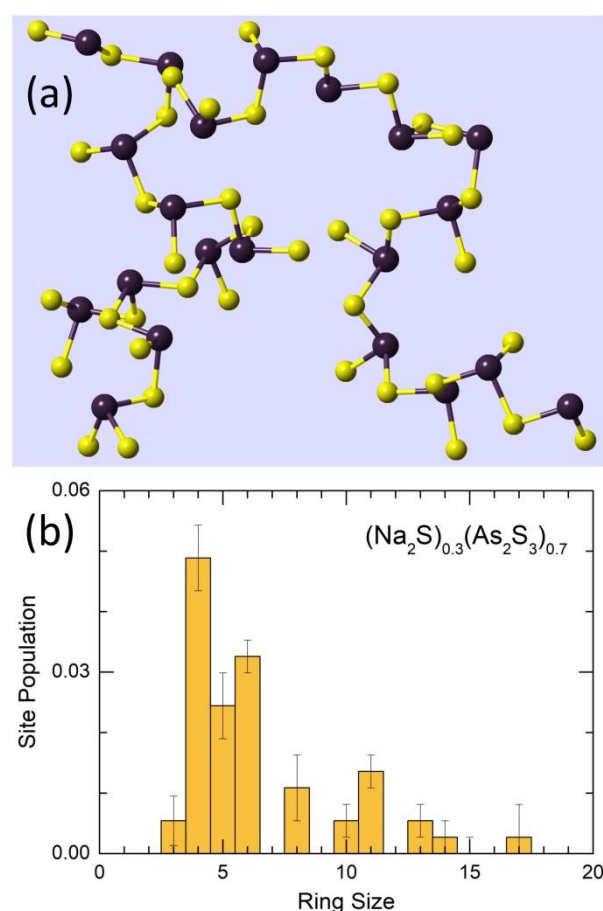 (a)
(b)
(Na₂S)₀.₃(As₂S₃)₀.₇
0.06
0.03
0.00
Site Population
0 5 10 15 20
Ring Size